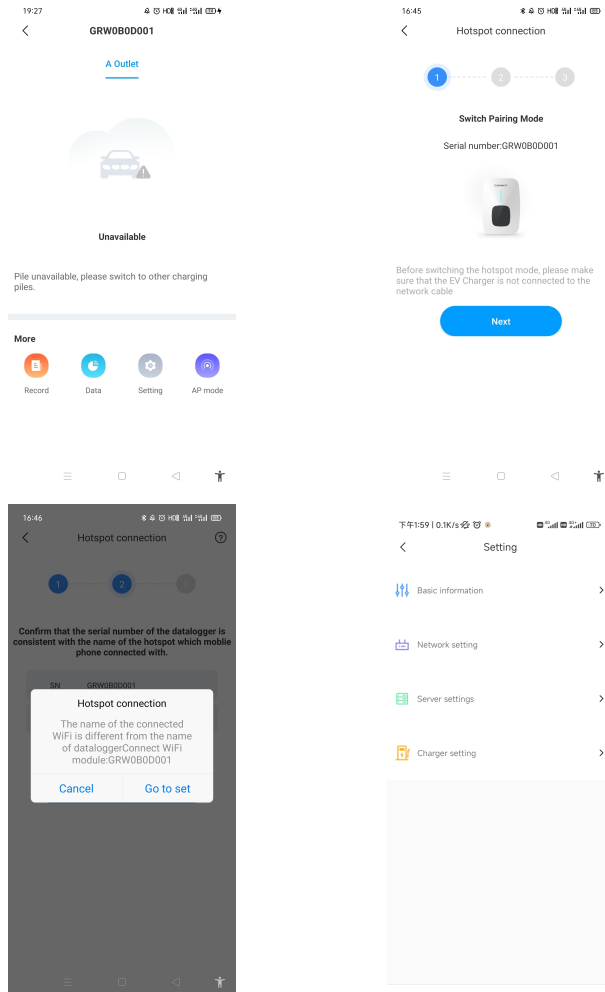 19:27
GRW0B0D001
A Outlet
Unavailable
Pile unavailable, please switch to other charging
piles.
More
Record
Data
Setting
AP mode
16:45
Hotspot connection
1
2
3
Switch Pairing Mode
Serial number:GRW0B0D001
Before switching the hotspot mode, please make
sure that the EV Charger is not connected to the
network cable
Next
16:46
Hotspot connection
1
2
Confirm that the serial number of the datalogger is
consistent with the name of the hotspot which moblie
phone connected with.
SN GRW0B0D001
Hotspot connection
The name of the connected
WiFi is different from the name
of dataloggerConnect WiFi
module:GRW0B0D001
Cancel
Go to set
下午1:59 | 0.1K/s
Setting
Basic information
Network setting
Server settings
Charger setting